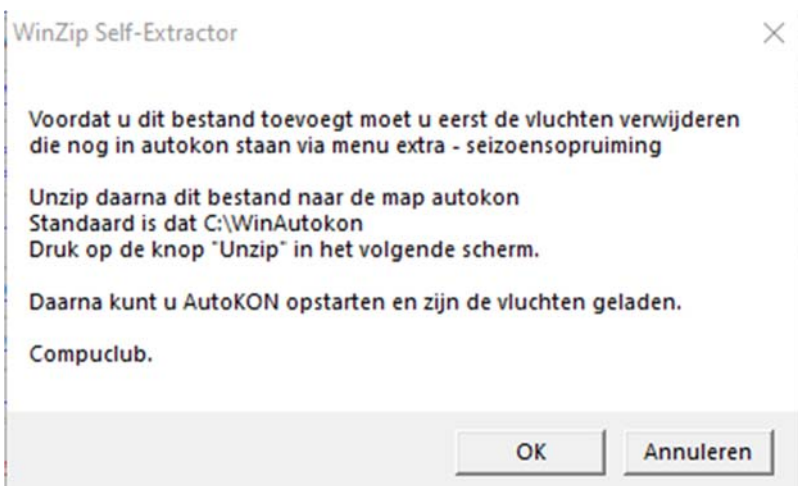 WinZip Self-Extractor
Voordat u dit bestand toevoegt moet u eerst de vluchten verwijderen
die nog in autokon staan via menu extra - seizoensopruiming
Unzip daarna dit bestand naar de map autokon
Standaard is dat C:\WinAutokon
Druk op de knop "Unzip" in het volgende scherm.
Daarna kunt u AutoKON opstarten en zijn de vluchten geladen.
Compuclub.
OK
Annuleren